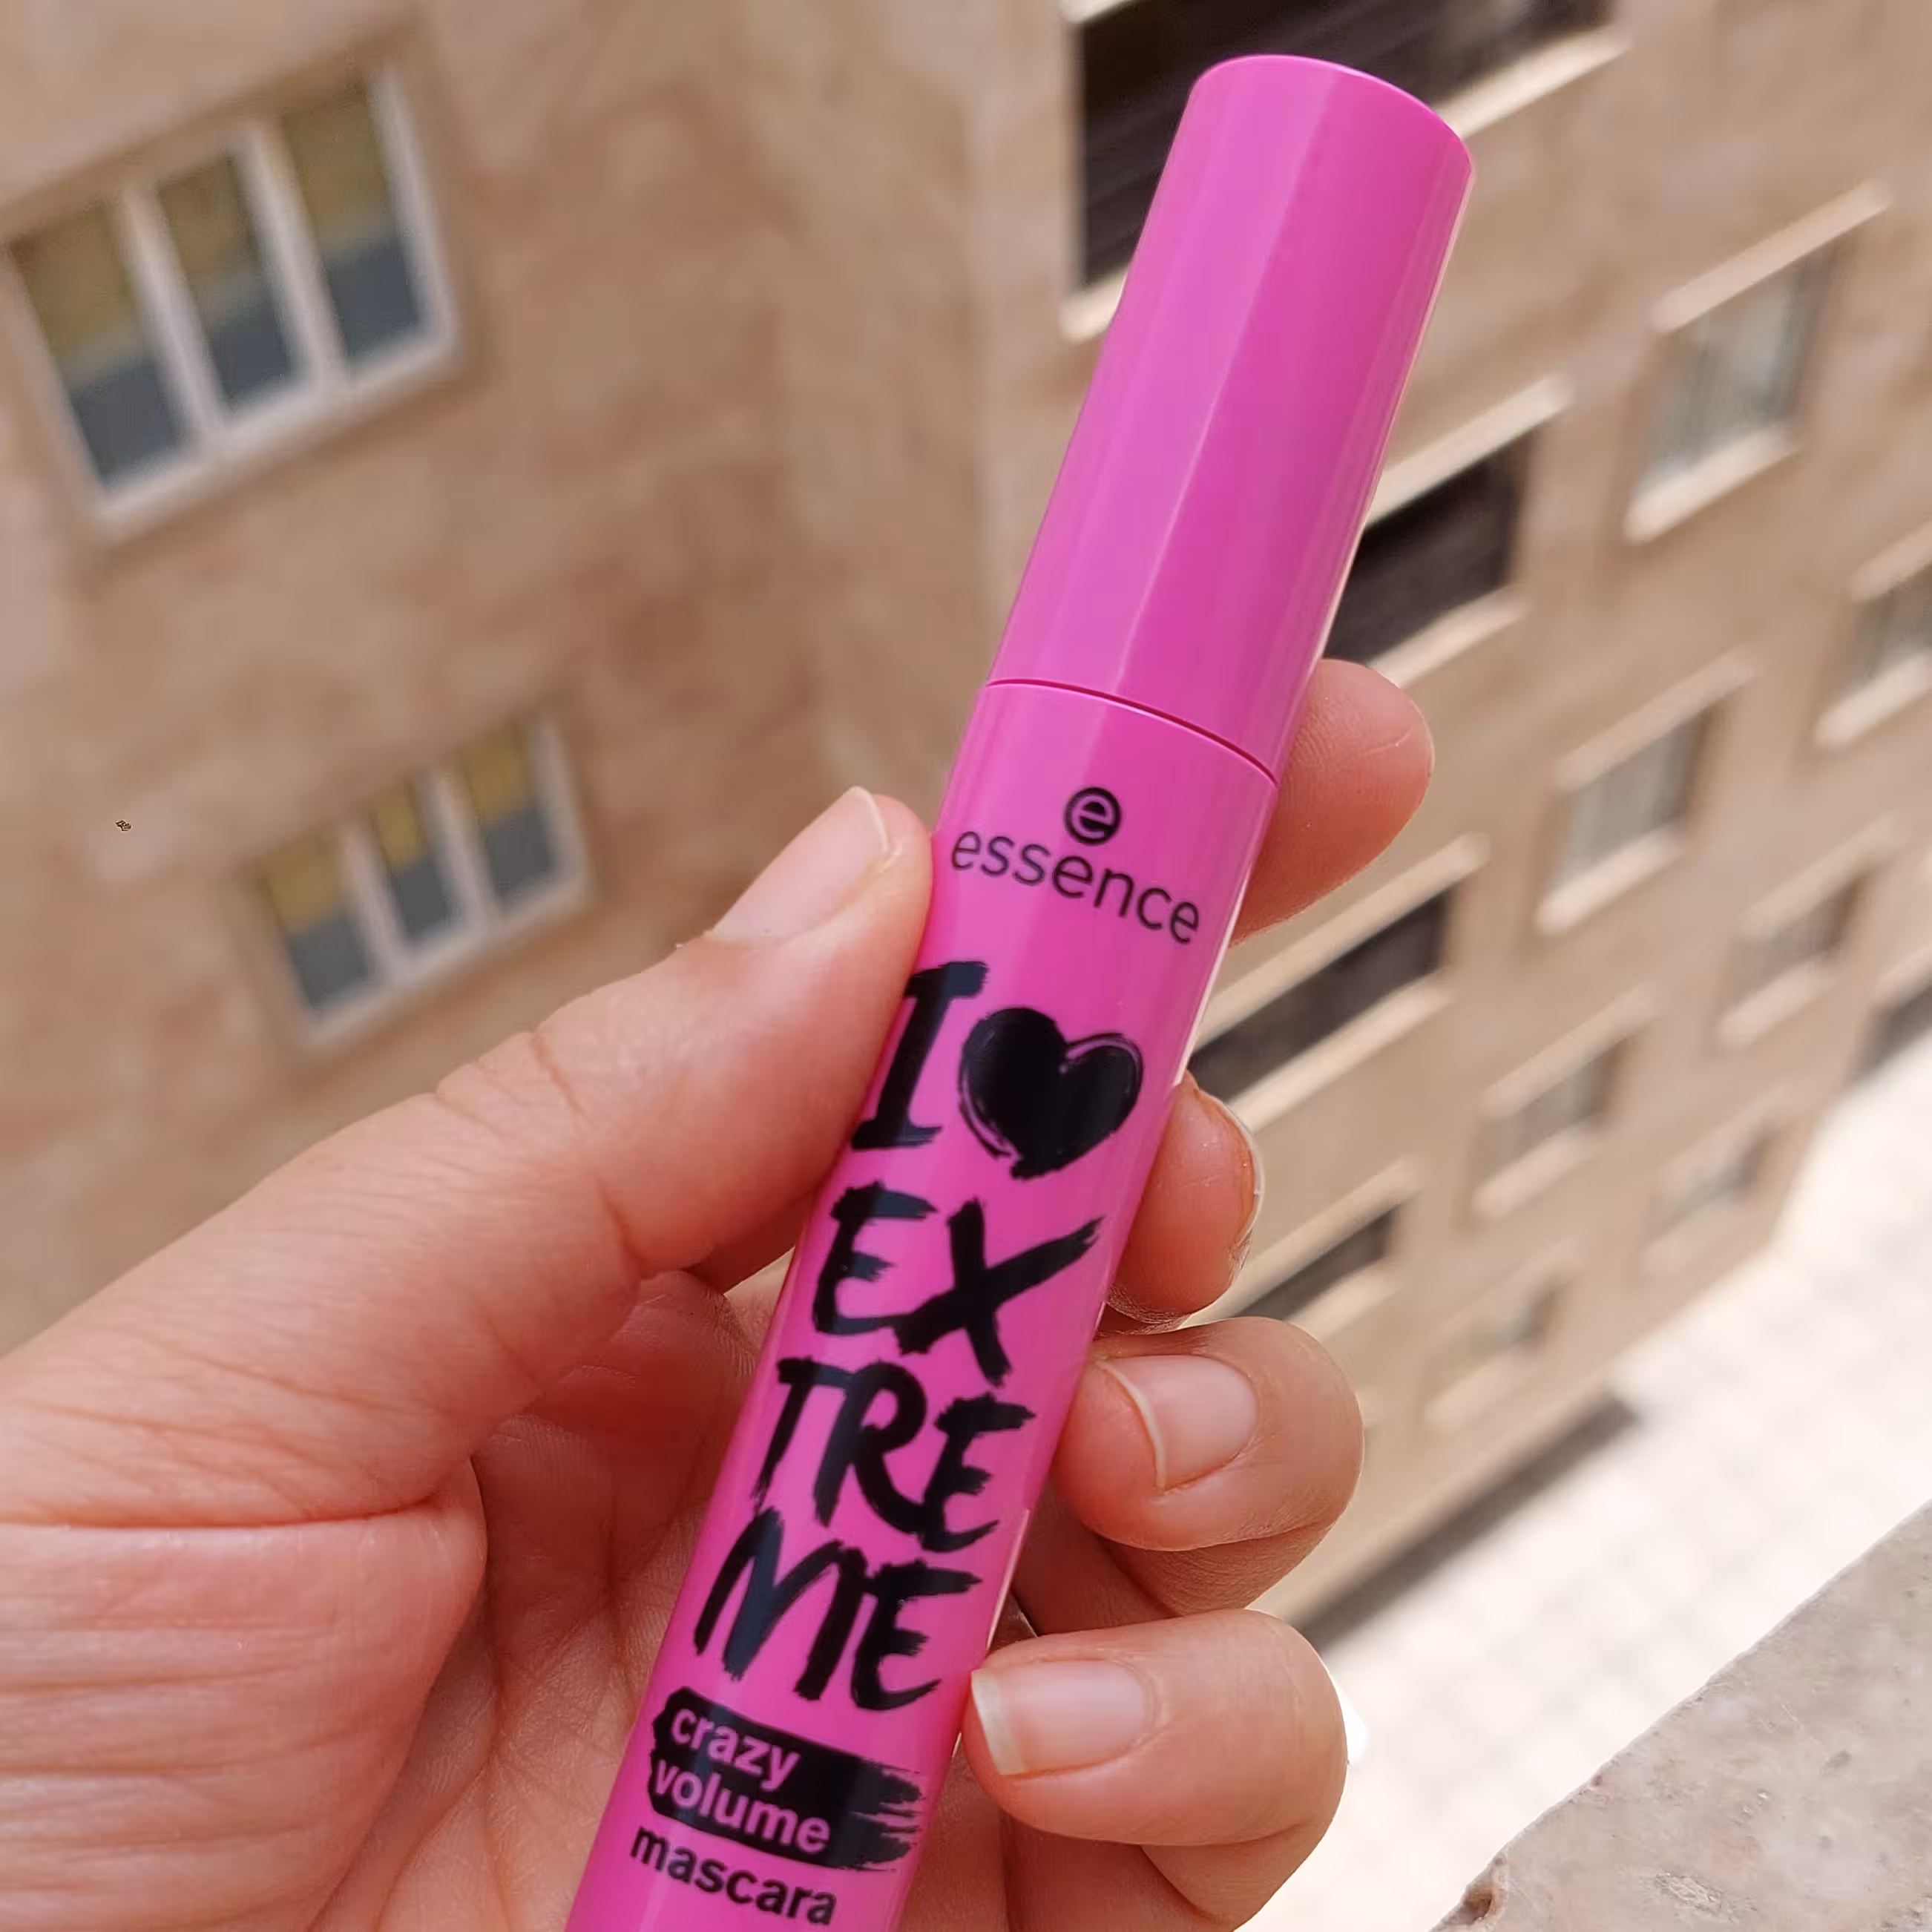 e
essence
I
EX
TRE
ME
crazy
volume
mascara